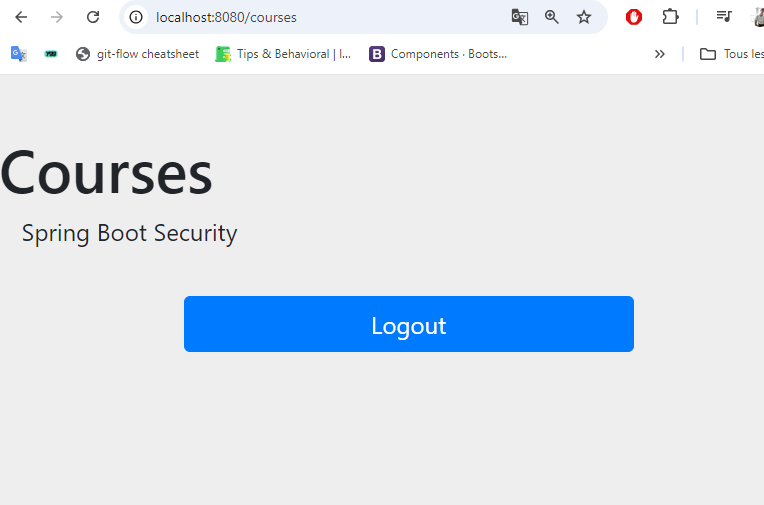 localhost:8080/courses
git-flow cheatsheet
Tips & Behavioral | I...
Components · Boots...
Tous les
Courses
Spring Boot Security
Logout